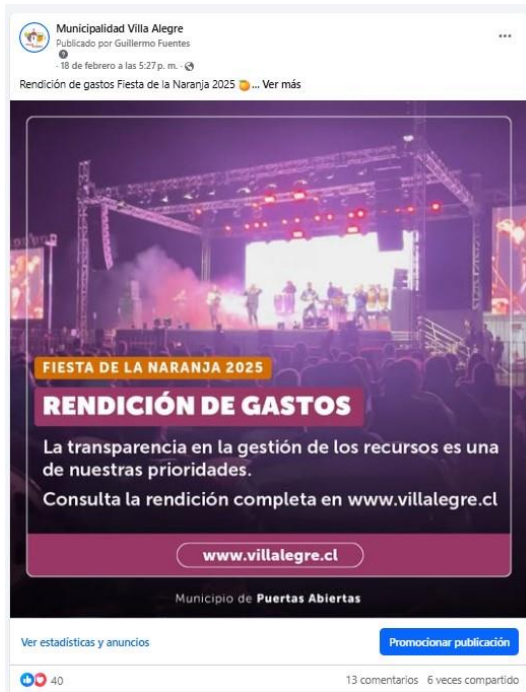 Municipalidad Villa Alegre
Publicado por Guillermo Fuentes
· 18 de febrero a las 5:27 p. m. ·
Rendición de gastos Fiesta de la Naranja 2025 🍊... Ver más
FIESTA DE LA NARANJA 2025
RENDICIÓN DE GASTOS
La transparencia en la gestión de los recursos es una
de nuestras prioridades.
Consulta la rendición completa en www.villalegre.cl
www.villalegre.cl
Municipio de Puertas Abiertas
Ver estadísticas y anuncios
Promocionar publicación
40
13 comentarios 6 veces compartido